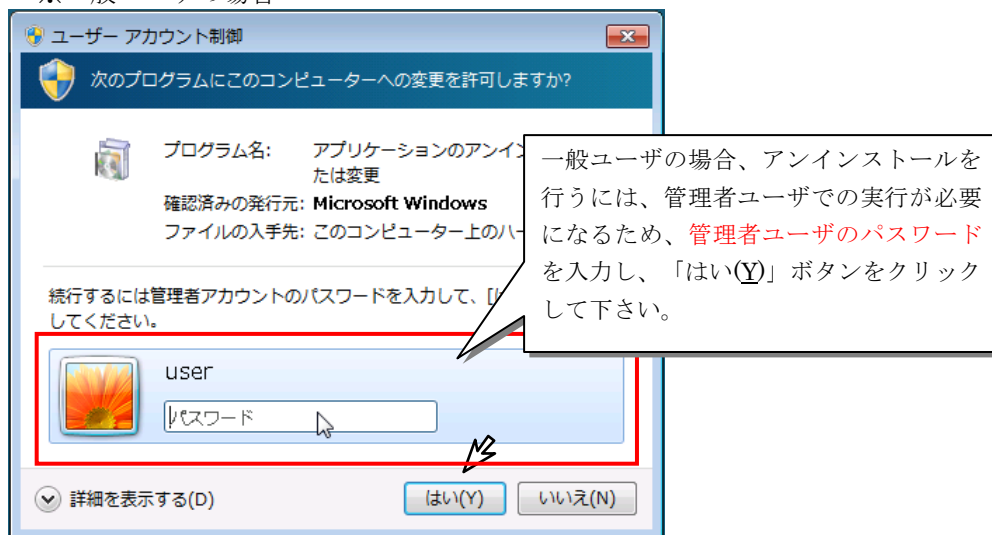 ユーザー アカウント制御
次のプログラムにこのコンピューターへの変更を許可しますか?
プログラム名: アプリケーションのアンイン
たは変更
確認済みの発行元: Microsoft Windows
ファイルの入手先: このコンピューター上のハー
続行するには管理者アカウントのパスワードを入力して、[
してください。
user
パスワード
詳細を表示する(D)
はい(Y)
いいえ(N)
一般ユーザの場合、アンインストールを
行うには、管理者ユーザでの実行が必要
になるため、管理者ユーザのパスワード
を入力し、「はい(Y)」ボタンをクリック
して下さい。